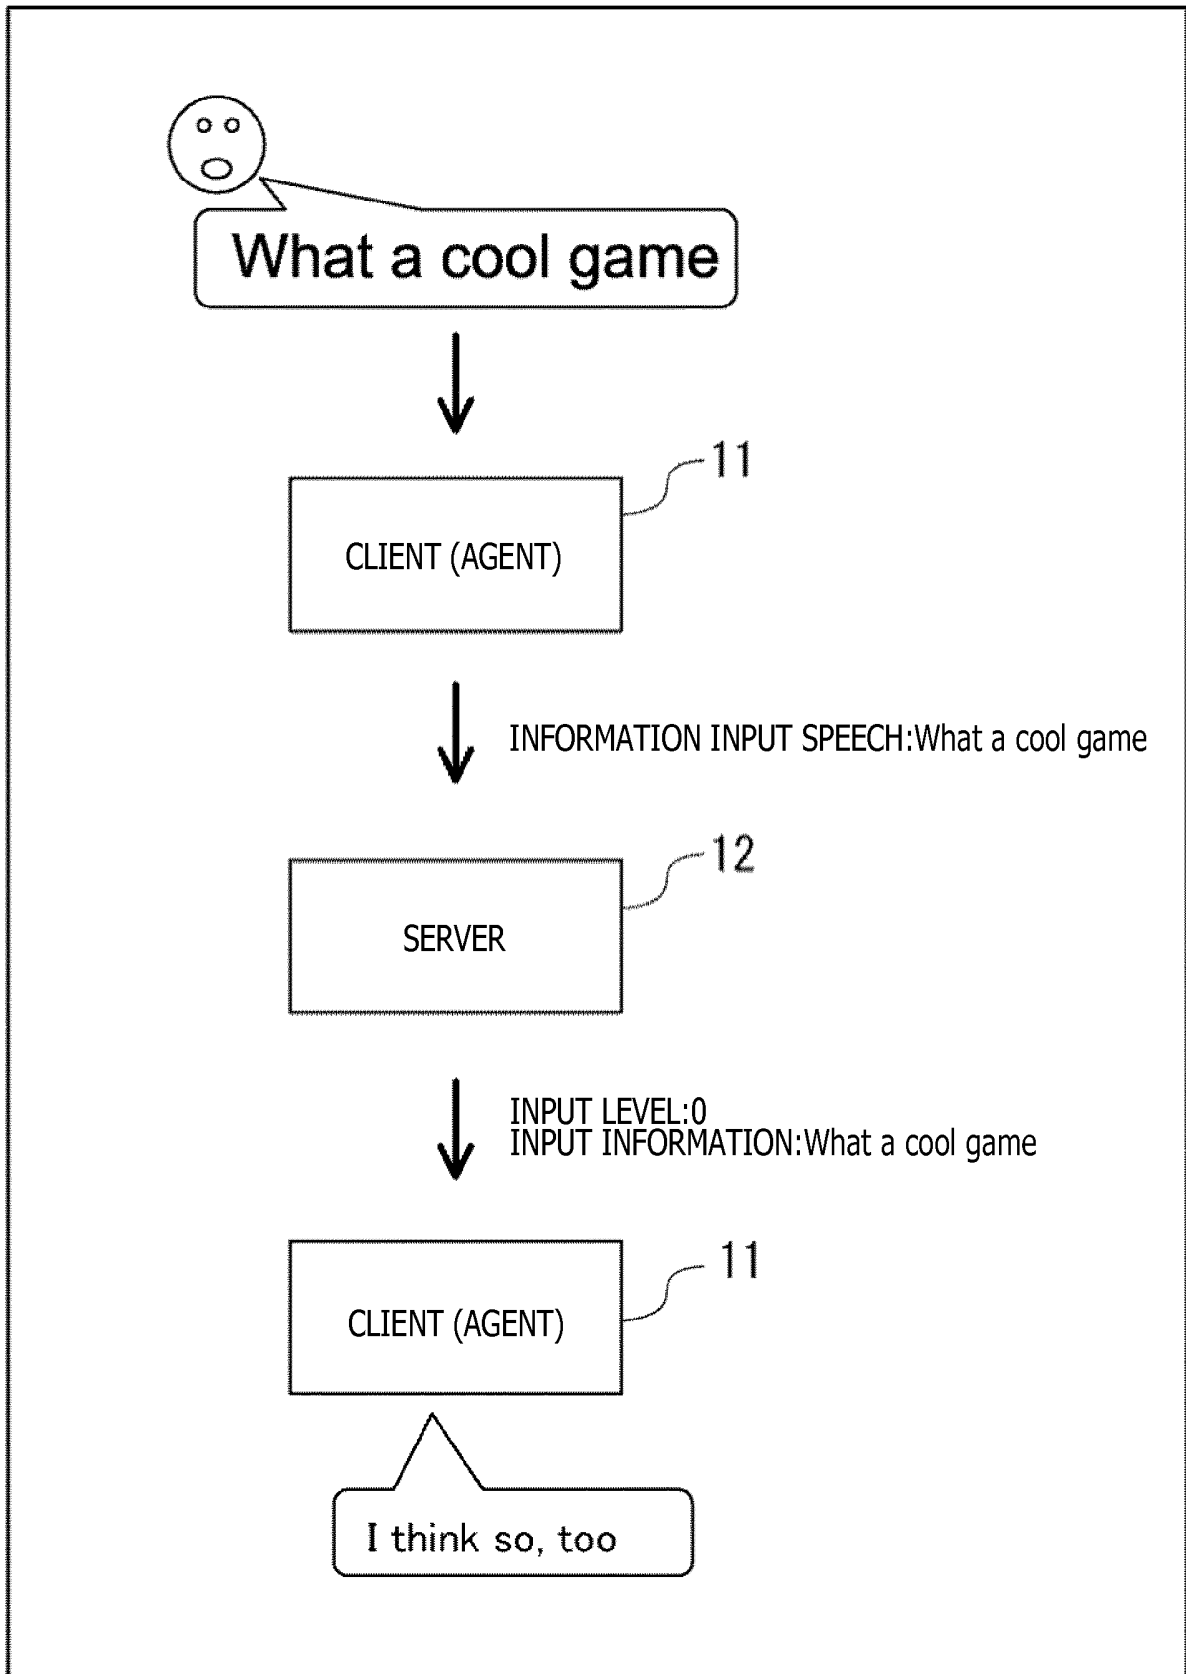 What a cool game
11
CLIENT (AGENT)
INFORMATION INPUT SPEECH:What a cool game
12
SERVER
INPUT LEVEL:0
INPUT INFORMATION:What a cool game
11
CLIENT (AGENT)
I think so, too